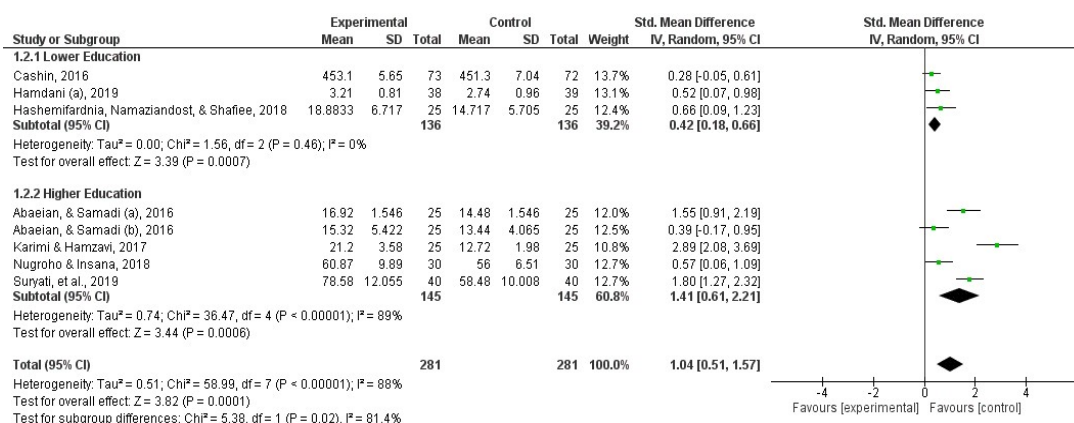 Experimental Control Std. Mean Difference Std. Mean Difference
Study or Subgroup Mean SD Total Mean SD Total Weight IV, Random, 95% CI IV, Random, 95% CI
1.2.1 Lower Education
Cashin, 2016 453.1 5.65 73 451.3 7.04 72 13.7% 0.28 [-0.05, 0.61]
Hamdani (a), 2019 3.21 0.81 38 2.74 0.96 39 13.1% 0.52 [0.07, 0.98]
Hashemifardnia, Namaziandost, & Shafiee, 2018 18.8833 6.717 25 14.717 5.705 25 12.4% 0.66 [0.09, 1.23]
Subtotal (95% CI) 136 136 39.2% 0.42 [0.18, 0.66]
Heterogeneity: Tau² = 0.00; Chi² = 1.56, df = 2 (P = 0.46); I² = 0%
Test for overall effect: Z = 3.39 (P = 0.0007)
1.2.2 Higher Education
Abaeian, & Samadi (a), 2016 16.92 1.546 25 14.48 1.546 25 12.0% 1.55 [0.91, 2.19]
Abaeian, & Samadi (b), 2016 15.32 5.422 25 13.44 4.065 25 12.5% 0.39 [-0.17, 0.95]
Karimi & Hamzavi, 2017 21.2 3.58 25 12.72 1.98 25 10.8% 2.89 [2.08, 3.69]
Nugroho & Insana, 2018 60.87 9.89 30 56 6.51 30 12.7% 0.57 [0.06, 1.09]
Suryati, et al., 2019 78.58 12.055 40 58.48 10.008 40 12.7% 1.80 [1.27, 2.32]
Subtotal (95% CI) 145 145 60.8% 1.41 [0.61, 2.21]
Heterogeneity: Tau² = 0.74; Chi² = 36.47, df = 4 (P < 0.00001); I² = 89%
Test for overall effect: Z = 3.44 (P = 0.0006)
Total (95% CI) 281 281 100.0% 1.04 [0.51, 1.57]
Heterogeneity: Tau² = 0.51; Chi² = 58.99, df = 7 (P < 0.00001); I² = 88%
Test for overall effect: Z = 3.82 (P = 0.0001)
Test for subgroup differences: Chi² = 5.38, df = 1 (P = 0.02), I² = 81.4%
-4 -2 0 2 4
Favours [experimental] Favours [control]